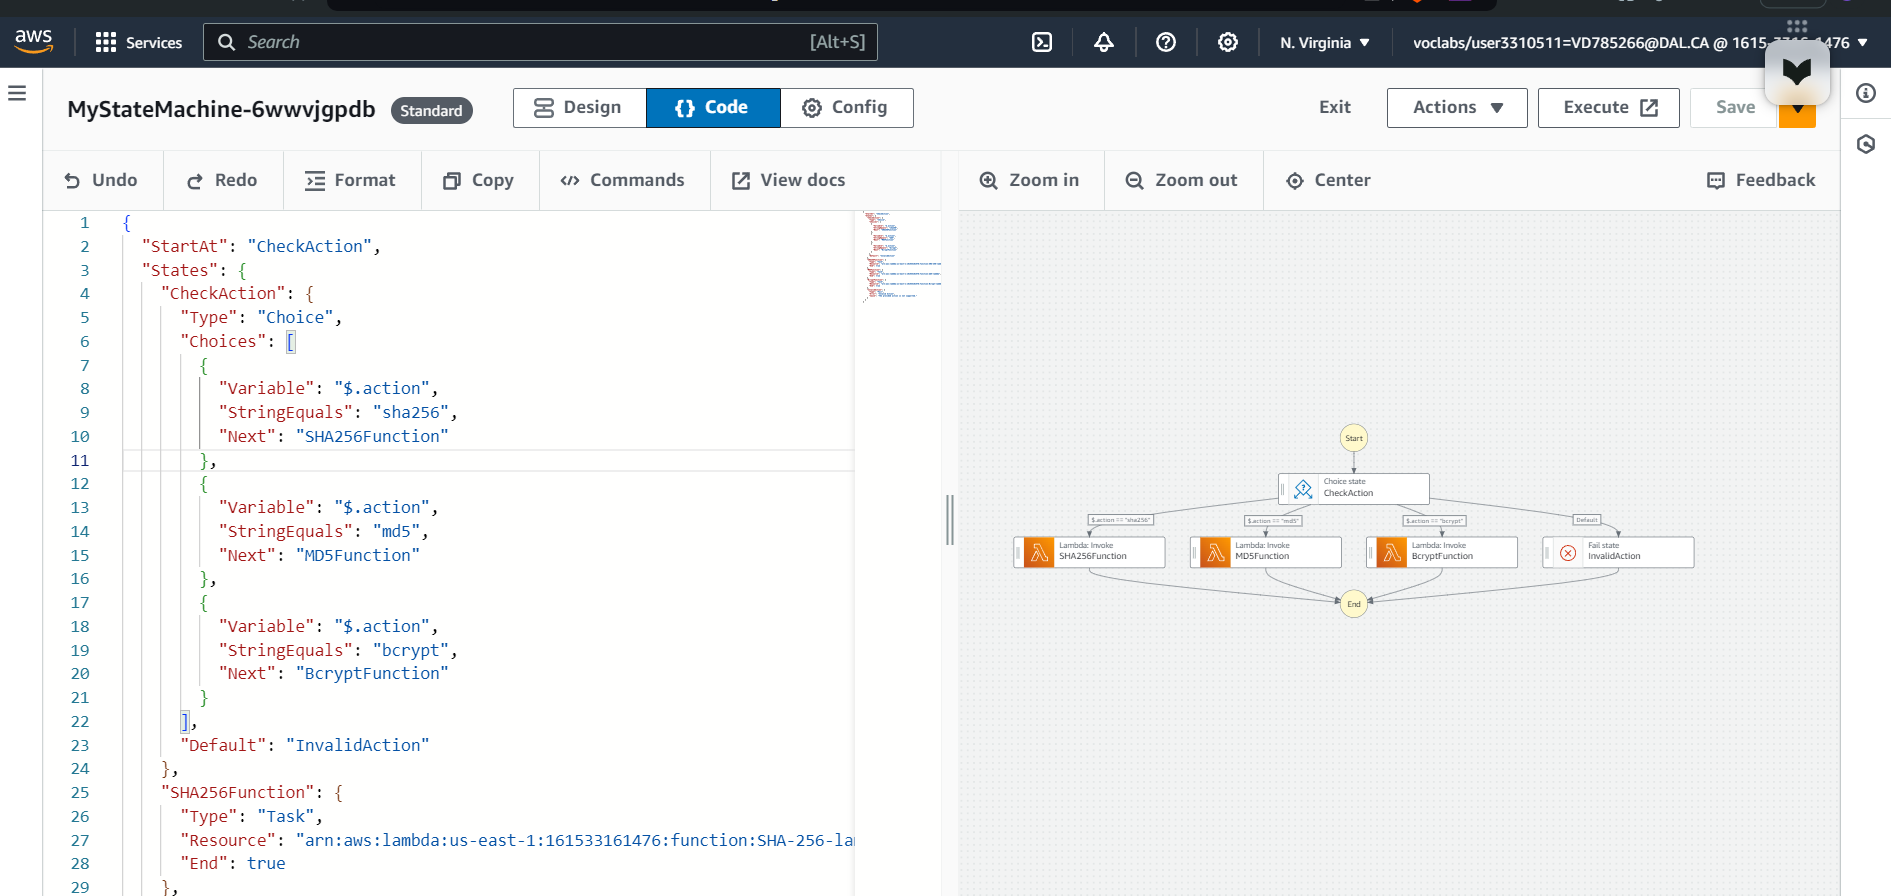 aws
Services
Search
[Alt+S]
N. Virginia
voclabs/user3310511=VD785266@DAL.CA @ 1615-3316-1476
MyStateMachine-6wwvjgpdb
Standard
Design
{} Code
Config
Exit
Actions
Execute
Save
Undo
Redo
Format
Copy
Commands
View docs
Zoom in
Zoom out
Center
Feedback
1 {
2 "StartAt": "CheckAction",
3 "States": {
4 "CheckAction": {
5 "Type": "Choice",
6 "Choices": [
7 {
8 "Variable": "$.action",
9 "StringEquals": "sha256",
10 "Next": "SHA256Function"
11 },
12 {
13 "Variable": "$.action",
14 "StringEquals": "md5",
15 "Next": "MD5Function"
16 },
17 {
18 "Variable": "$.action",
19 "StringEquals": "bcrypt",
20 "Next": "BcryptFunction"
21 }
22 ],
23 "Default": "InvalidAction"
24 },
25 "SHA256Function": {
26 "Type": "Task",
27 "Resource": "arn:aws:lambda:us-east-1:161533161476:function:SHA-256-la
28 "End": true
29 },
Start
Choice state
CheckAction
$.action == "sha256"
$.action == "md5"
$.action == "bcrypt"
Default
Lambda: Invoke
SHA256Function
Lambda: Invoke
MD5Function
Lambda: Invoke
BcryptFunction
Fail state
InvalidAction
End